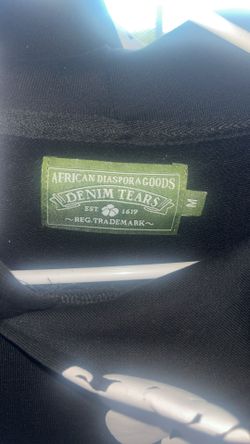 AFRICAN DIASPORA GOODS
DENIM TEARS
EST 1619
~REG. TRADEMARK~
M